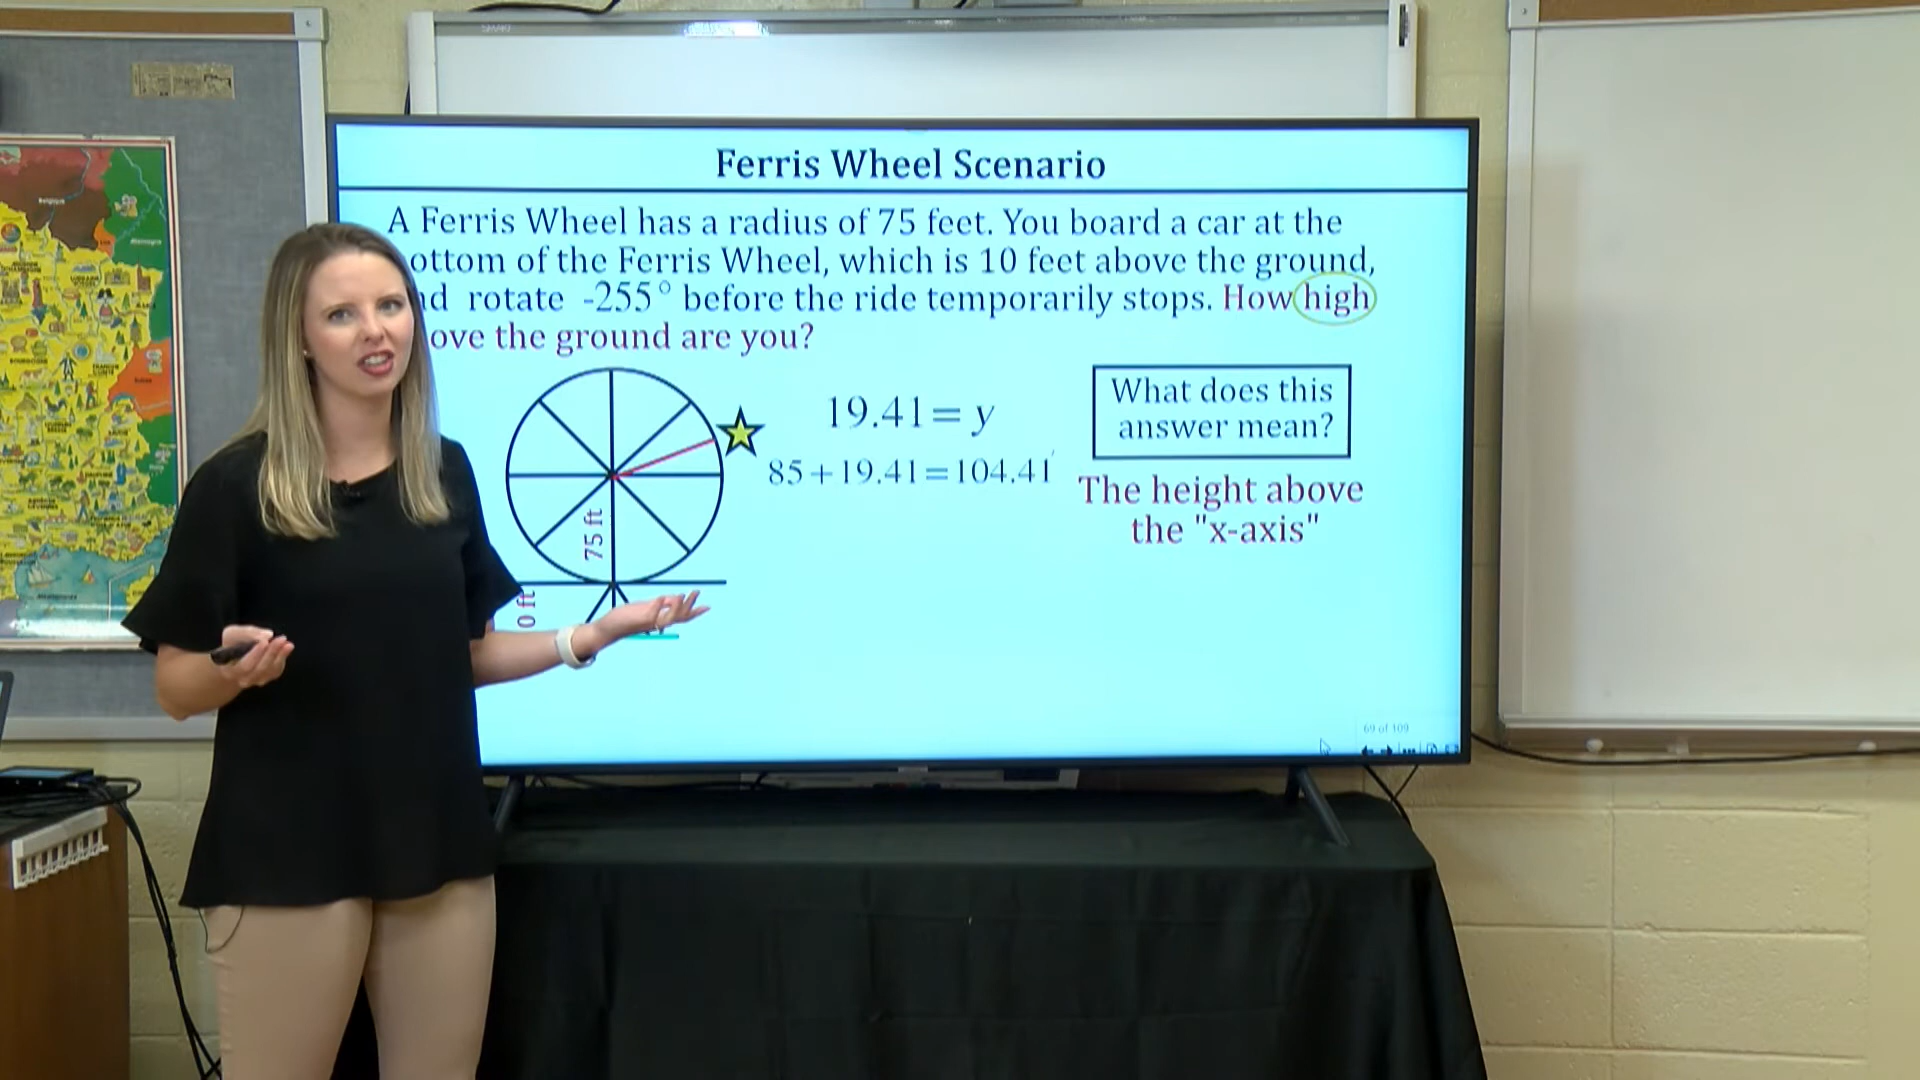 Ferris Wheel Scenario
A Ferris Wheel has a radius of 75 feet. You board a car at the
ottom of the Ferris Wheel, which is 10 feet above the ground,
d rotate -255° before the ride temporarily stops. How high
ove the ground are you?
19.41 = y
85 + 19.41 = 104.41'
What does this
answer mean?
The height above
the "x-axis"
75 ft
0 ft
69 of 109